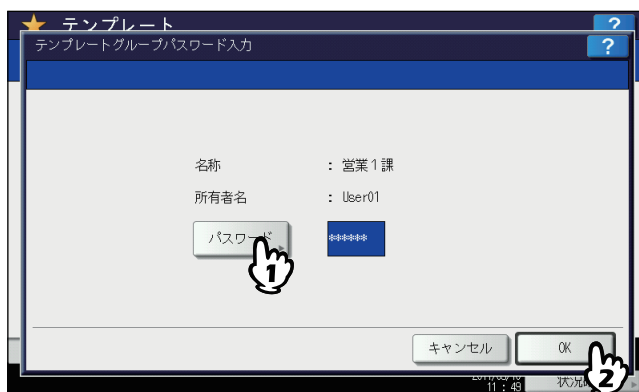 テンプレート
?
テンプレートグループパスワード入力
?
名称 : 営業1課
所有者名 : User01
パスワード ******
1
キャンセル OK
2
11 : 49